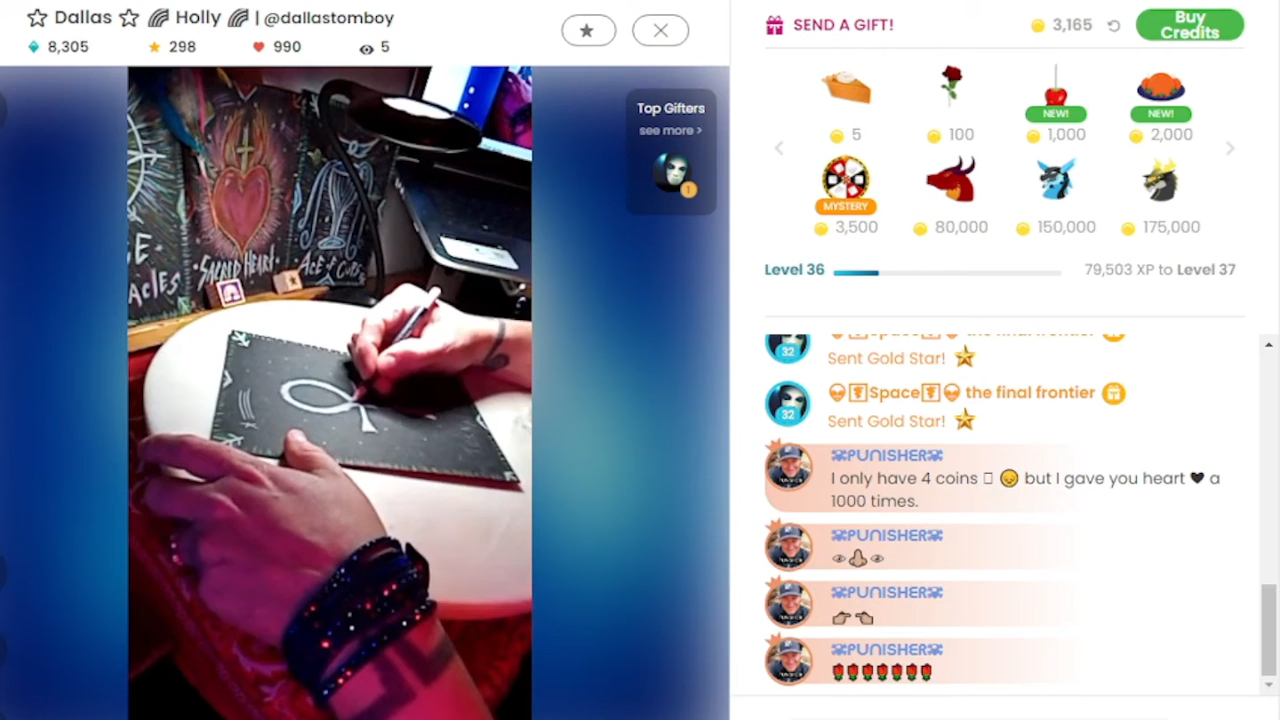 ☆ Dallas ☆ 🌈 Holly 🌈 | @dallastomboy
8,305 298 990 5
Top Gifters
see more >
1
SACRED HEART
ACE OF CUPS
SEND A GIFT!
3,165
Buy Credits
5 100 NEW! 1,000 NEW! 2,000
MYSTERY 3,500 80,000 150,000 175,000
Level 36 79,503 XP to Level 37
32
Sent Gold Star!
👽🚀Space🚀👽 the final frontier
32
Sent Gold Star!
☠PUNISHER☠
I only have 4 coins 😞 but I gave you heart 🖤 a
1000 times.
☠PUNISHER☠
👁👃👁
☠PUNISHER☠
👉👈
☠PUNISHER☠
🌹🌹🌹🌹🌹🌹🌹